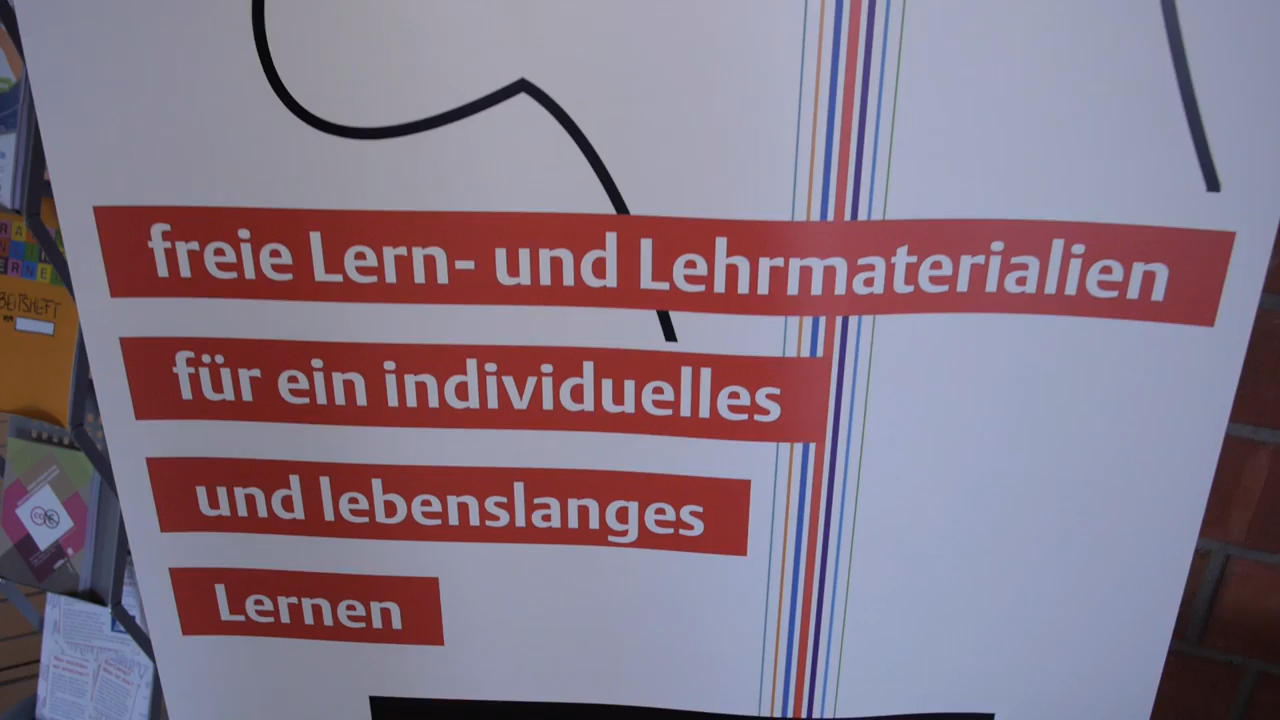 freie Lern- und Lehrmaterialien
für ein individuelles
und lebenslanges
Lernen